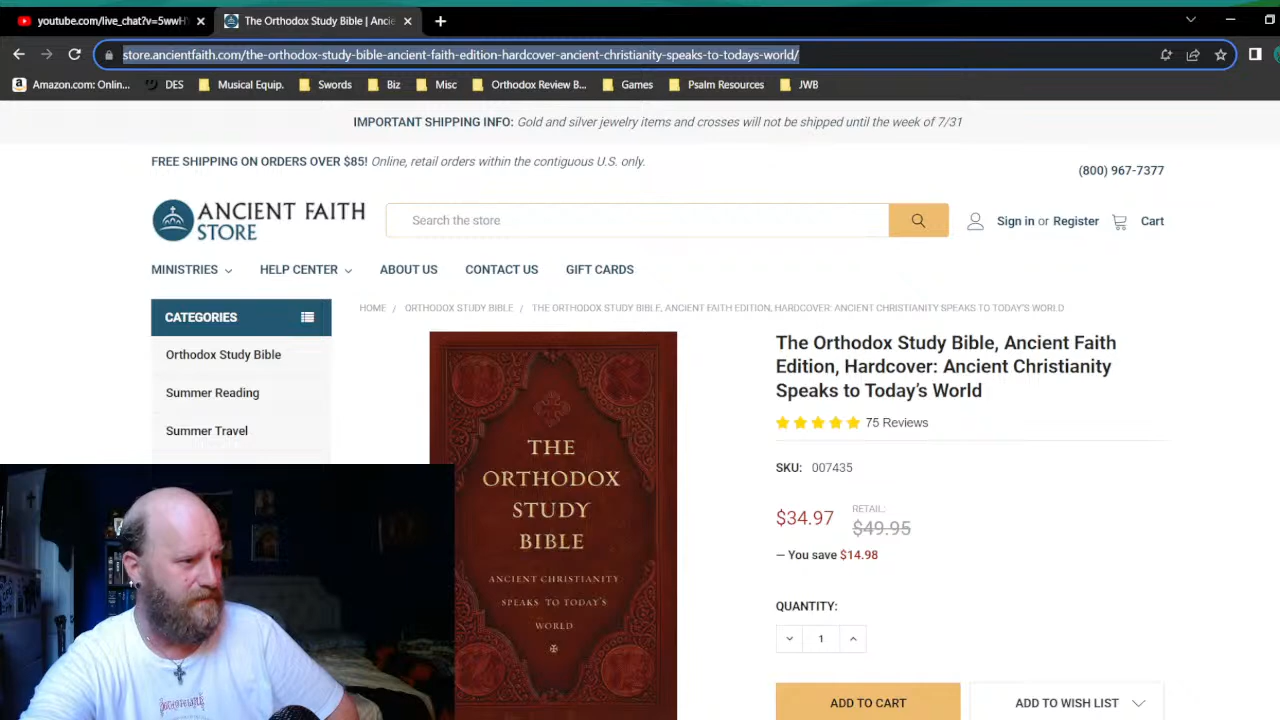 youtube.com/live_chat?v=5wwH
The Orthodox Study Bible | Ancie
store.ancientfaith.com/the-orthodox-study-bible-ancient-faith-edition-hardcover-ancient-christianity-speaks-to-todays-world/
Amazon.com: Onlin...
DES
Musical Equip.
Swords
Biz
Misc
Orthodox Review B...
Games
Psalm Resources
JWB
IMPORTANT SHIPPING INFO: Gold and silver jewelry items and crosses will not be shipped until the week of 7/31
FREE SHIPPING ON ORDERS OVER $85! Online, retail orders within the contiguous U.S. only.
(800) 967-7377
ANCIENT FAITH
STORE
Search the store
Sign in or Register
Cart
MINISTRIES
HELP CENTER
ABOUT US
CONTACT US
GIFT CARDS
CATEGORIES
Orthodox Study Bible
Summer Reading
Summer Travel
HOME / ORTHODOX STUDY BIBLE / THE ORTHODOX STUDY BIBLE, ANCIENT FAITH EDITION, HARDCOVER: ANCIENT CHRISTIANITY SPEAKS TO TODAY'S WORLD
THE
ORTHODOX
STUDY
BIBLE
ANCIENT CHRISTIANITY
SPEAKS TO TODAY'S
WORLD
The Orthodox Study Bible, Ancient Faith
Edition, Hardcover: Ancient Christianity
Speaks to Today's World
75 Reviews
SKU: 007435
$34.97
RETAIL:
$49.95
— You save $14.98
QUANTITY:
1
ADD TO CART
ADD TO WISH LIST